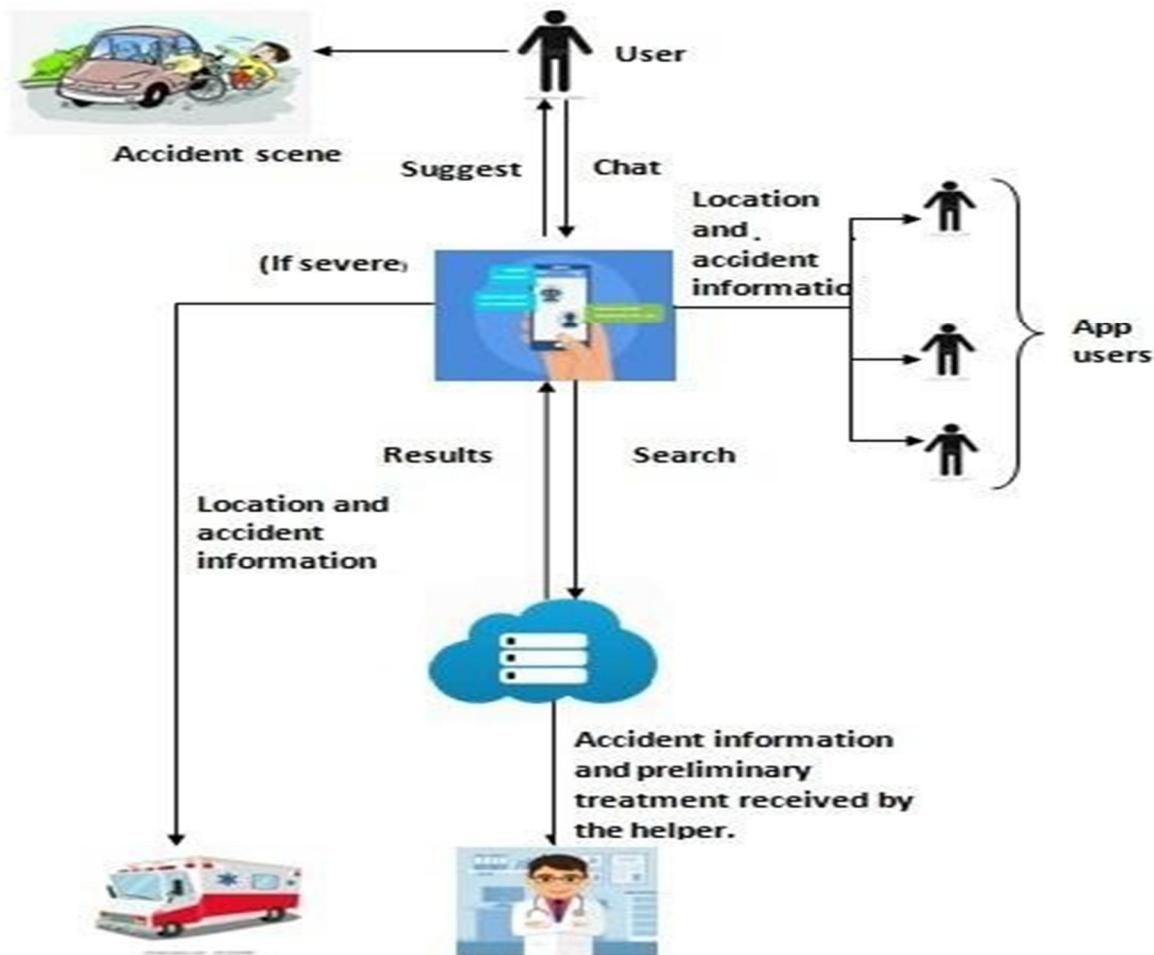 User
Accident scene
Suggest
Chat
Location
and .
accident
informatic
(If severe)
App
users
Results
Search
Location and
accident
information
Accident information
and preliminary
treatment received by
the helper.